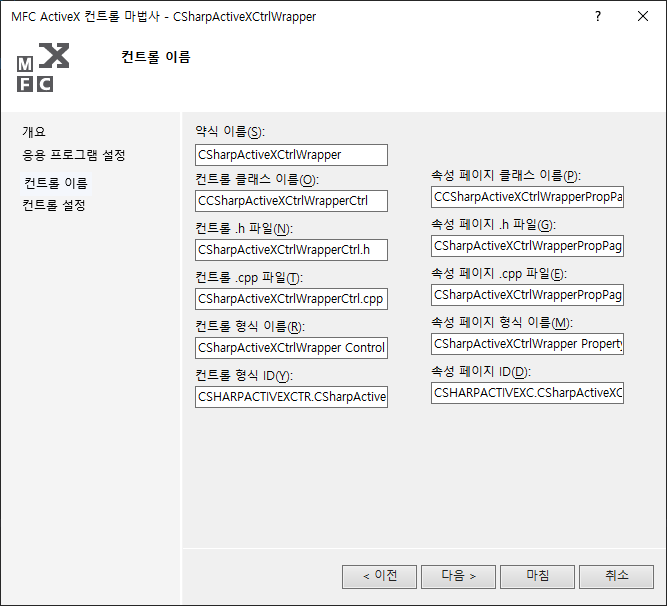 MFC ActiveX 컨트롤 마법사 - CSharpActiveXCtrlWrapper
MFC
컨트롤 이름
개요
응용 프로그램 설정
컨트롤 이름
컨트롤 설정
약식 이름(S):
CSharpActiveXCtrlWrapper
컨트롤 클래스 이름(O):
CCSharpActiveXCtrlWrapperCtrl
컨트롤 .h 파일(N):
CSharpActiveXCtrlWrapperCtrl.h
컨트롤 .cpp 파일(T):
CSharpActiveXCtrlWrapperCtrl.cpp
컨트롤 형식 이름(R):
CSharpActiveXCtrlWrapper Control
컨트롤 형식 ID(Y):
CSHARPACTIVEXCTR.CSharpActive
속성 페이지 클래스 이름(P):
CCSharpActiveXCtrlWrapperPropPa
속성 페이지 .h 파일(G):
CSharpActiveXCtrlWrapperPropPag
속성 페이지 .cpp 파일(E):
CSharpActiveXCtrlWrapperPropPag
속성 페이지 형식 이름(M):
CSharpActiveXCtrlWrapper Property
속성 페이지 ID(D):
CSHARPACTIVEXC.CSharpActiveXC
< 이전
다음 >
마침
취소